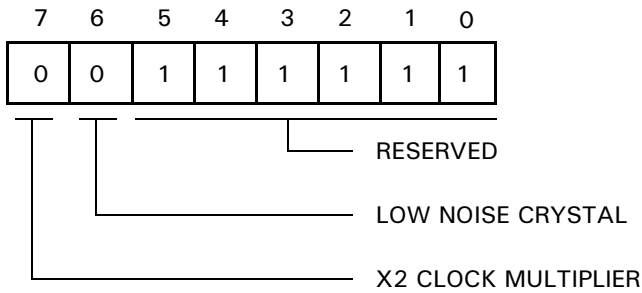 7 6 5 4 3 2 1 0
0 0 1 1 1 1 1 1
RESERVED
LOW NOISE CRYSTAL
X2 CLOCK MULTIPLIER